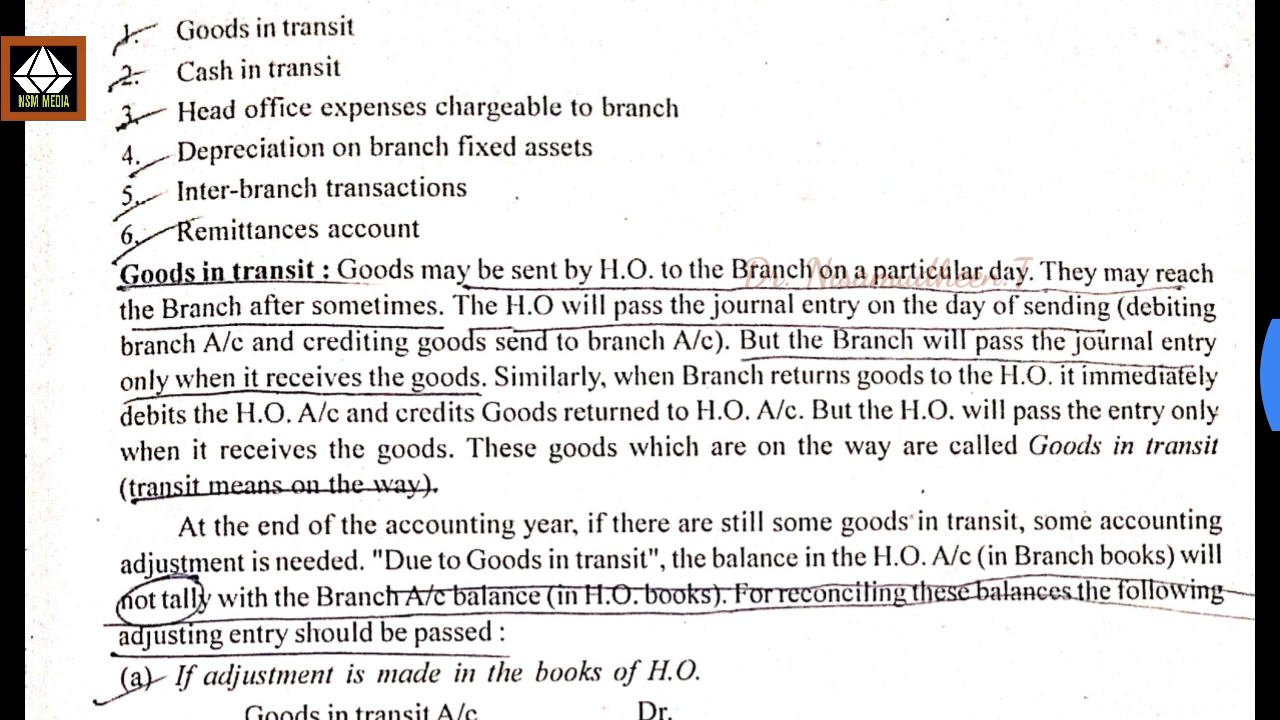 1. Goods in transit
2. Cash in transit
3. Head office expenses chargeable to branch
4. Depreciation on branch fixed assets
5. Inter-branch transactions
6. Remittances account
Goods in transit : Goods may be sent by H.O. to the Branch on a particular day. They may reach
the Branch after sometimes. The H.O will pass the journal entry on the day of sending (debiting
branch A/c and crediting goods send to branch A/c). But the Branch will pass the journal entry
only when it receives the goods. Similarly, when Branch returns goods to the H.O. it immediately
debits the H.O. A/c and credits Goods returned to H.O. A/c. But the H.O. will pass the entry only
when it receives the goods. These goods which are on the way are called Goods in transit
(transit means on the way).
At the end of the accounting year, if there are still some goods in transit, some accounting
adjustment is needed. "Due to Goods in transit", the balance in the H.O. A/c (in Branch books) will
not tally with the Branch A/c balance (in H.O. books). For reconciling these balances the following
adjusting entry should be passed :
(a) If adjustment is made in the books of H.O.
Goods in transit A/c Dr.
NSM MEDIA